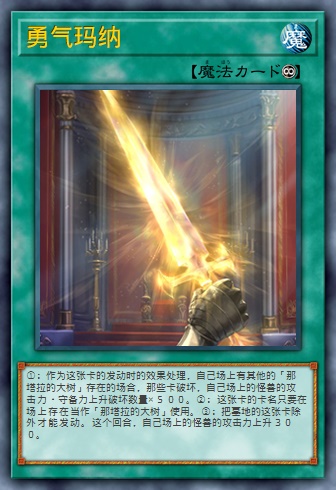 勇气玛纳
魔
【魔法カード】
①：作为这张卡的发动时的效果处理，自己场上有其他的「那
塔拉的大树」存在的场合，那些卡破坏，自己场上的怪兽的攻
击力·守备力上升破坏数量×５００。②：这张卡的卡名只要在
场上存在当作「那塔拉的大树」使用。①：把墓地的这张卡除
外才能发动。这个回合，自己场上的怪兽的攻击力上升３０
０。